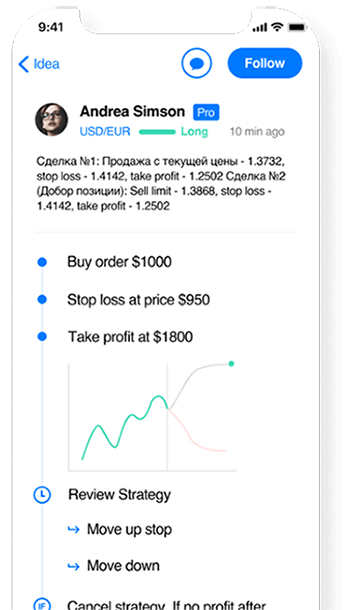 9:41
Idea
Follow
Andrea Simson Pro
USD/EUR Long 10 min ago
Сделка №1: Продажа с текущей цены - 1.3732,
stop loss - 1.4142, take profit - 1.2502 Сделка №2
(Добор позиции): Sell limit - 1.3868, stop loss -
1.4142, take profit - 1.2502
Buy order $1000
Stop loss at price $950
Take profit at $1800
Review Strategy
Move up stop
Move down
IF Cancel strategy. If no profit after